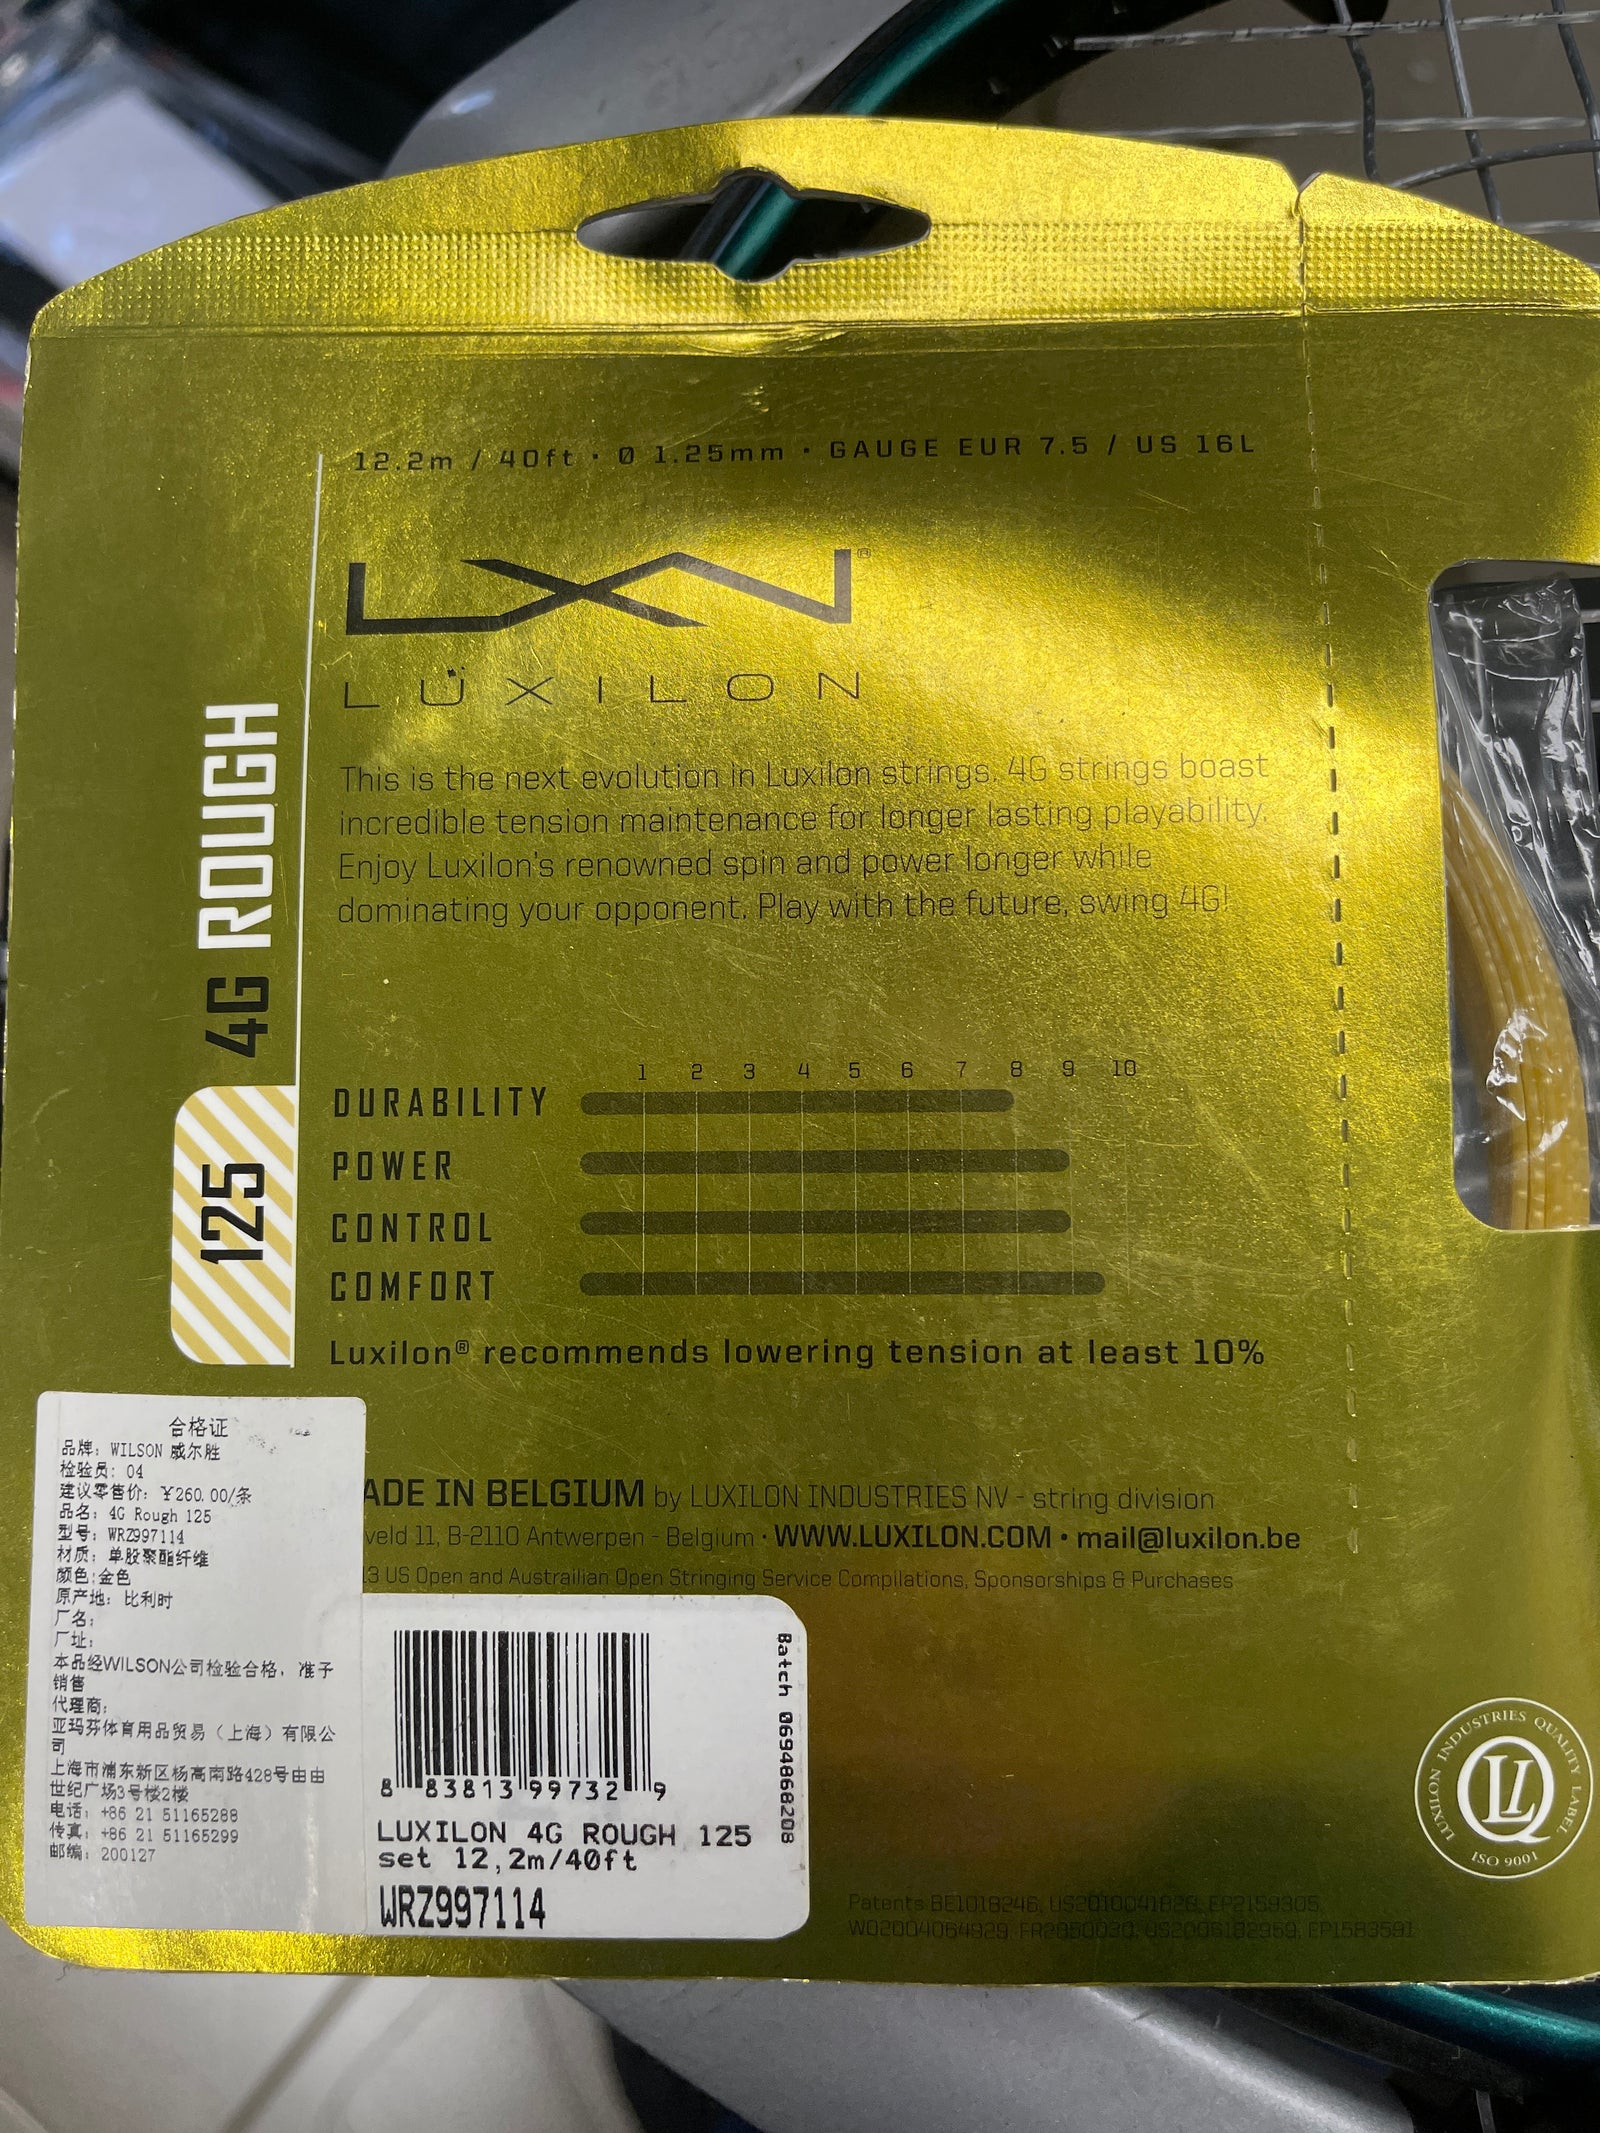 12.2m / 40ft · Ø 1.25mm · GAUGE EUR 7.5 / US 16L
LXN®
LÜXILON
4G ROUGH
125
This is the next evolution in Luxilon strings. 4G strings boast
incredible tension maintenance for longer lasting playability.
Enjoy Luxilon's renowned spin and power longer while
dominating your opponent. Play with the future, swing 4G!
1 2 3 4 5 6 7 8 9 10
DURABILITY
POWER
CONTROL
COMFORT
Luxilon® recommends lowering tension at least 10%
ADE IN BELGIUM by LUXILON INDUSTRIES NV - string division
veld 11, B-2110 Antwerpen - Belgium · WWW.LUXILON.COM · mail@luxilon.be
13 US Open and Austrailian Open Stringing Service Compilations, Sponsorships & Purchases
合格证
品牌: WILSON 威尔胜
检验员: 04
建议零售价: ¥260.00/条
品名: 4G Rough 125
型号: WRZ997114
材质: 单股聚酯纤维
颜色:金色
原产地: 比利时
厂名:
厂址:
本品经WILSON公司检验合格, 准予
销售
代理商:
亚玛芬体育用品贸易(上海)有限公
司
上海市浦东新区杨高南路428号由由
世纪广场3号楼2楼
电话: +86 21 51165288
传真: +86 21 51165299
邮编: 200127
8 83813 99732 9
Batch 0694868208
LUXILON 4G ROUGH 125
set 12,2m/40ft
WRZ997114
LUXILON INDUSTRIES QUALITY LABEL
LQ
ISO 9001
Patents BE1018246, US2010041826, EP2159305,
WO2004064929, FR2850030, US2006182959, EP1583591